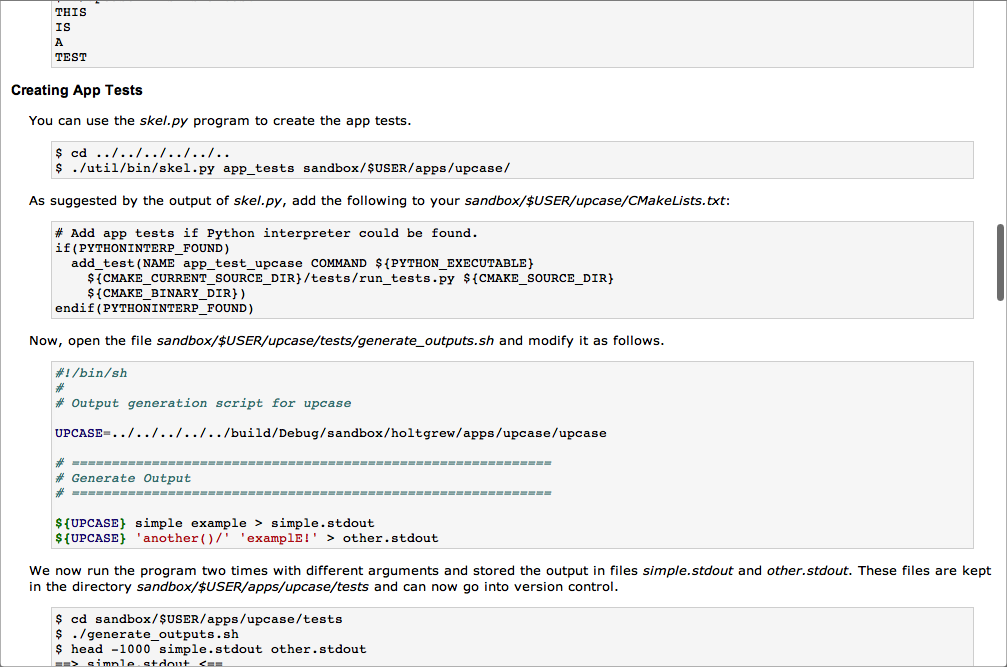 THIS
IS
A
TEST
Creating App Tests
You can use the skel.py program to create the app tests.
$ cd ../../../../../..
$ ./util/bin/skel.py app_tests sandbox/$USER/apps/upcase/
As suggested by the output of skel.py, add the following to your sandbox/$USER/upcase/CMakeLists.txt:
# Add app tests if Python interpreter could be found.
if(PYTHONINTERP_FOUND)
  add_test(NAME app_test_upcase COMMAND ${PYTHON_EXECUTABLE}
    ${CMAKE_CURRENT_SOURCE_DIR}/tests/run_tests.py ${CMAKE_SOURCE_DIR}
    ${CMAKE_BINARY_DIR})
endif(PYTHONINTERP_FOUND)
Now, open the file sandbox/$USER/upcase/tests/generate_outputs.sh and modify it as follows.
#!/bin/sh
#
# Output generation script for upcase
UPCASE=../../../../../build/Debug/sandbox/holtgrew/apps/upcase/upcase
# ============================================================
# Generate Output
# ============================================================
${UPCASE} simple example > simple.stdout
${UPCASE} 'another()/' 'examplE!' > other.stdout
We now run the program two times with different arguments and stored the output in files simple.stdout and other.stdout. These files are kept
in the directory sandbox/$USER/apps/upcase/tests and can now go into version control.
$ cd sandbox/$USER/apps/upcase/tests
$ ./generate_outputs.sh
$ head -1000 simple.stdout other.stdout
==> simple.stdout <==